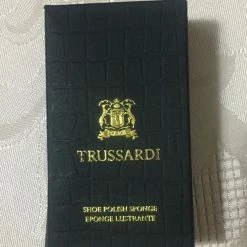 TRUSSARDI
SHOE POLISH SPONGE
EPONGE LUSTRANTE